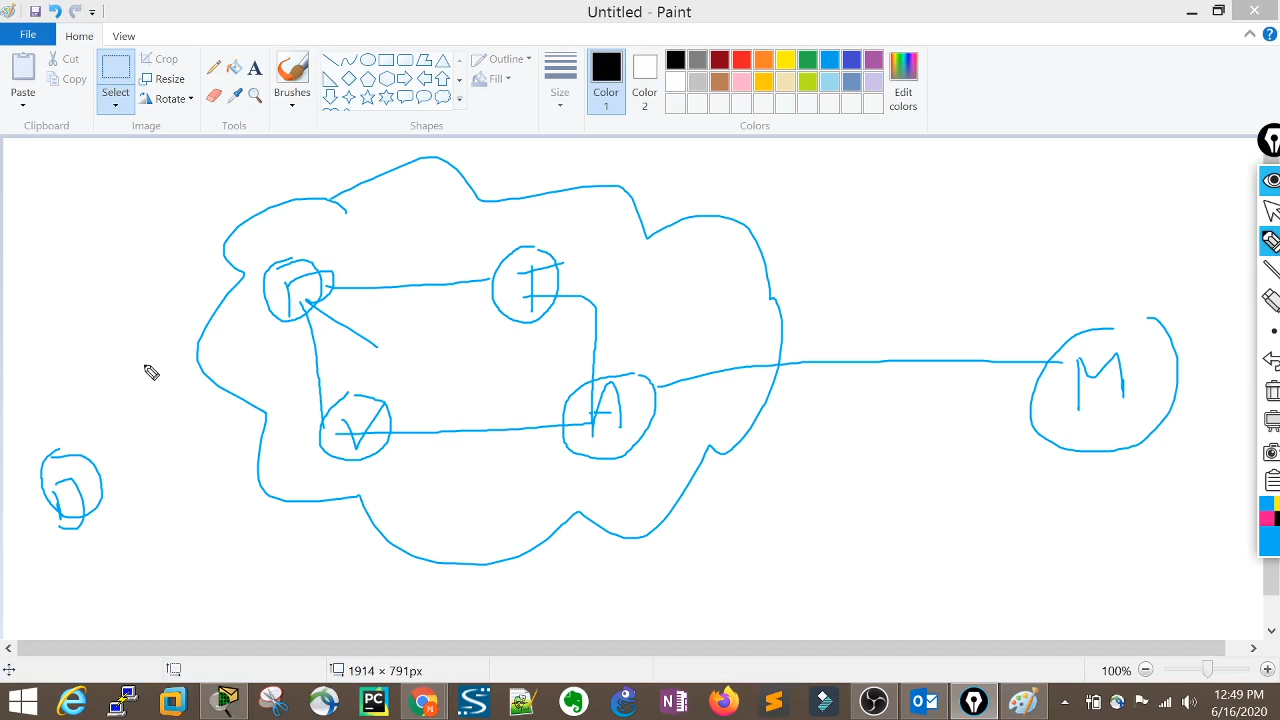 Untitled - Paint
File
Home
View
Paste
Cut
Copy
Clipboard
Select
Crop
Resize
Rotate
Image
A
Tools
Brushes
Outline
Fill
Shapes
Size
Color 1
Color 2
Edit colors
Colors
I
V
A
M
D
1914 × 791px
100%
PC
12:49 PM
6/16/2020